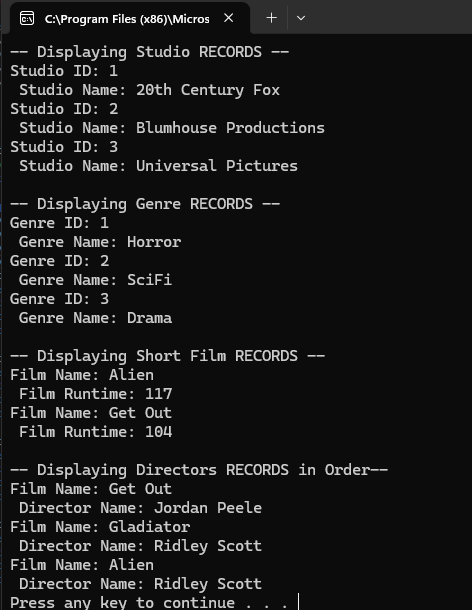 C:\Program Files (x86)\Micros
-- Displaying Studio RECORDS --
Studio ID: 1
Studio Name: 20th Century Fox
Studio ID: 2
Studio Name: Blumhouse Productions
Studio ID: 3
Studio Name: Universal Pictures
-- Displaying Genre RECORDS --
Genre ID: 1
Genre Name: Horror
Genre ID: 2
Genre Name: SciFi
Genre ID: 3
Genre Name: Drama
-- Displaying Short Film RECORDS --
Film Name: Alien
Film Runtime: 117
Film Name: Get Out
Film Runtime: 104
-- Displaying Directors RECORDS in Order--
Film Name: Get Out
Director Name: Jordan Peele
Film Name: Gladiator
Director Name: Ridley Scott
Film Name: Alien
Director Name: Ridley Scott
Press any key to continue . . .